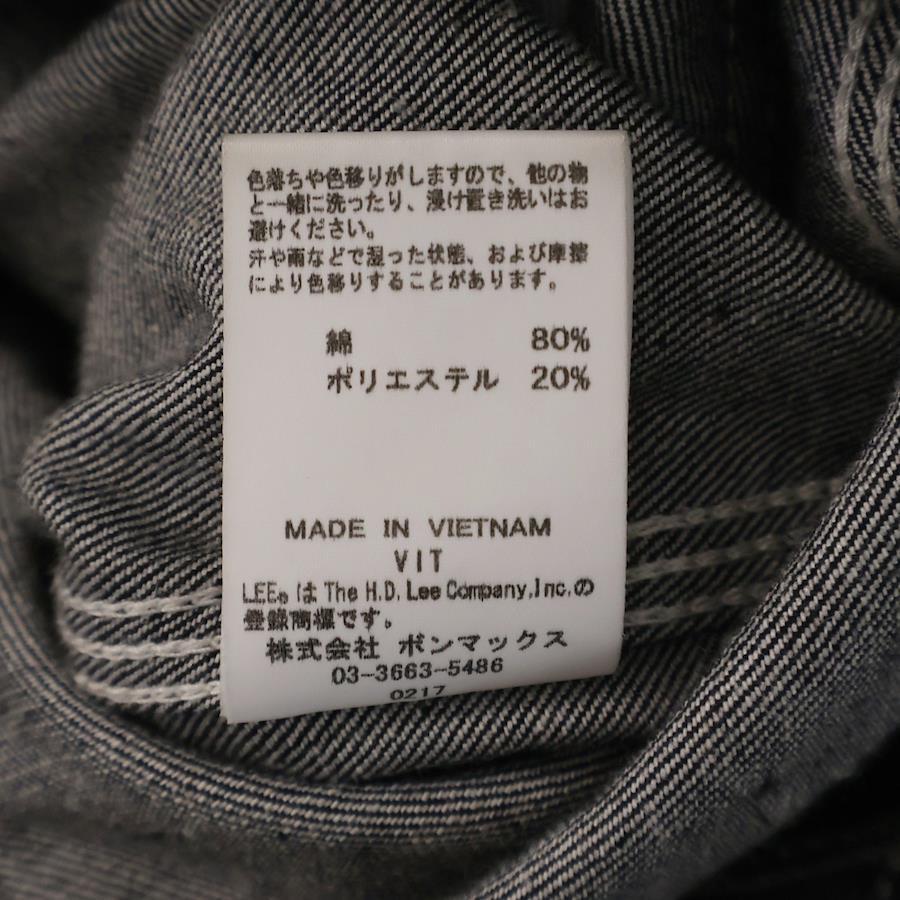 色落ちや色移りがしますので、他の物
と一緒に洗ったり、浸け置き洗いはお
避けください。
汗や雨などで湿った状態、および摩擦
により色移りすることがあります。
綿 80%
ポリエステル 20%
MADE IN VIETNAM
VIT
LEE®はThe H.D. Lee Company,Inc.の
登録商標です。
株式会社 ボンマックス
03-3663-5486
0217